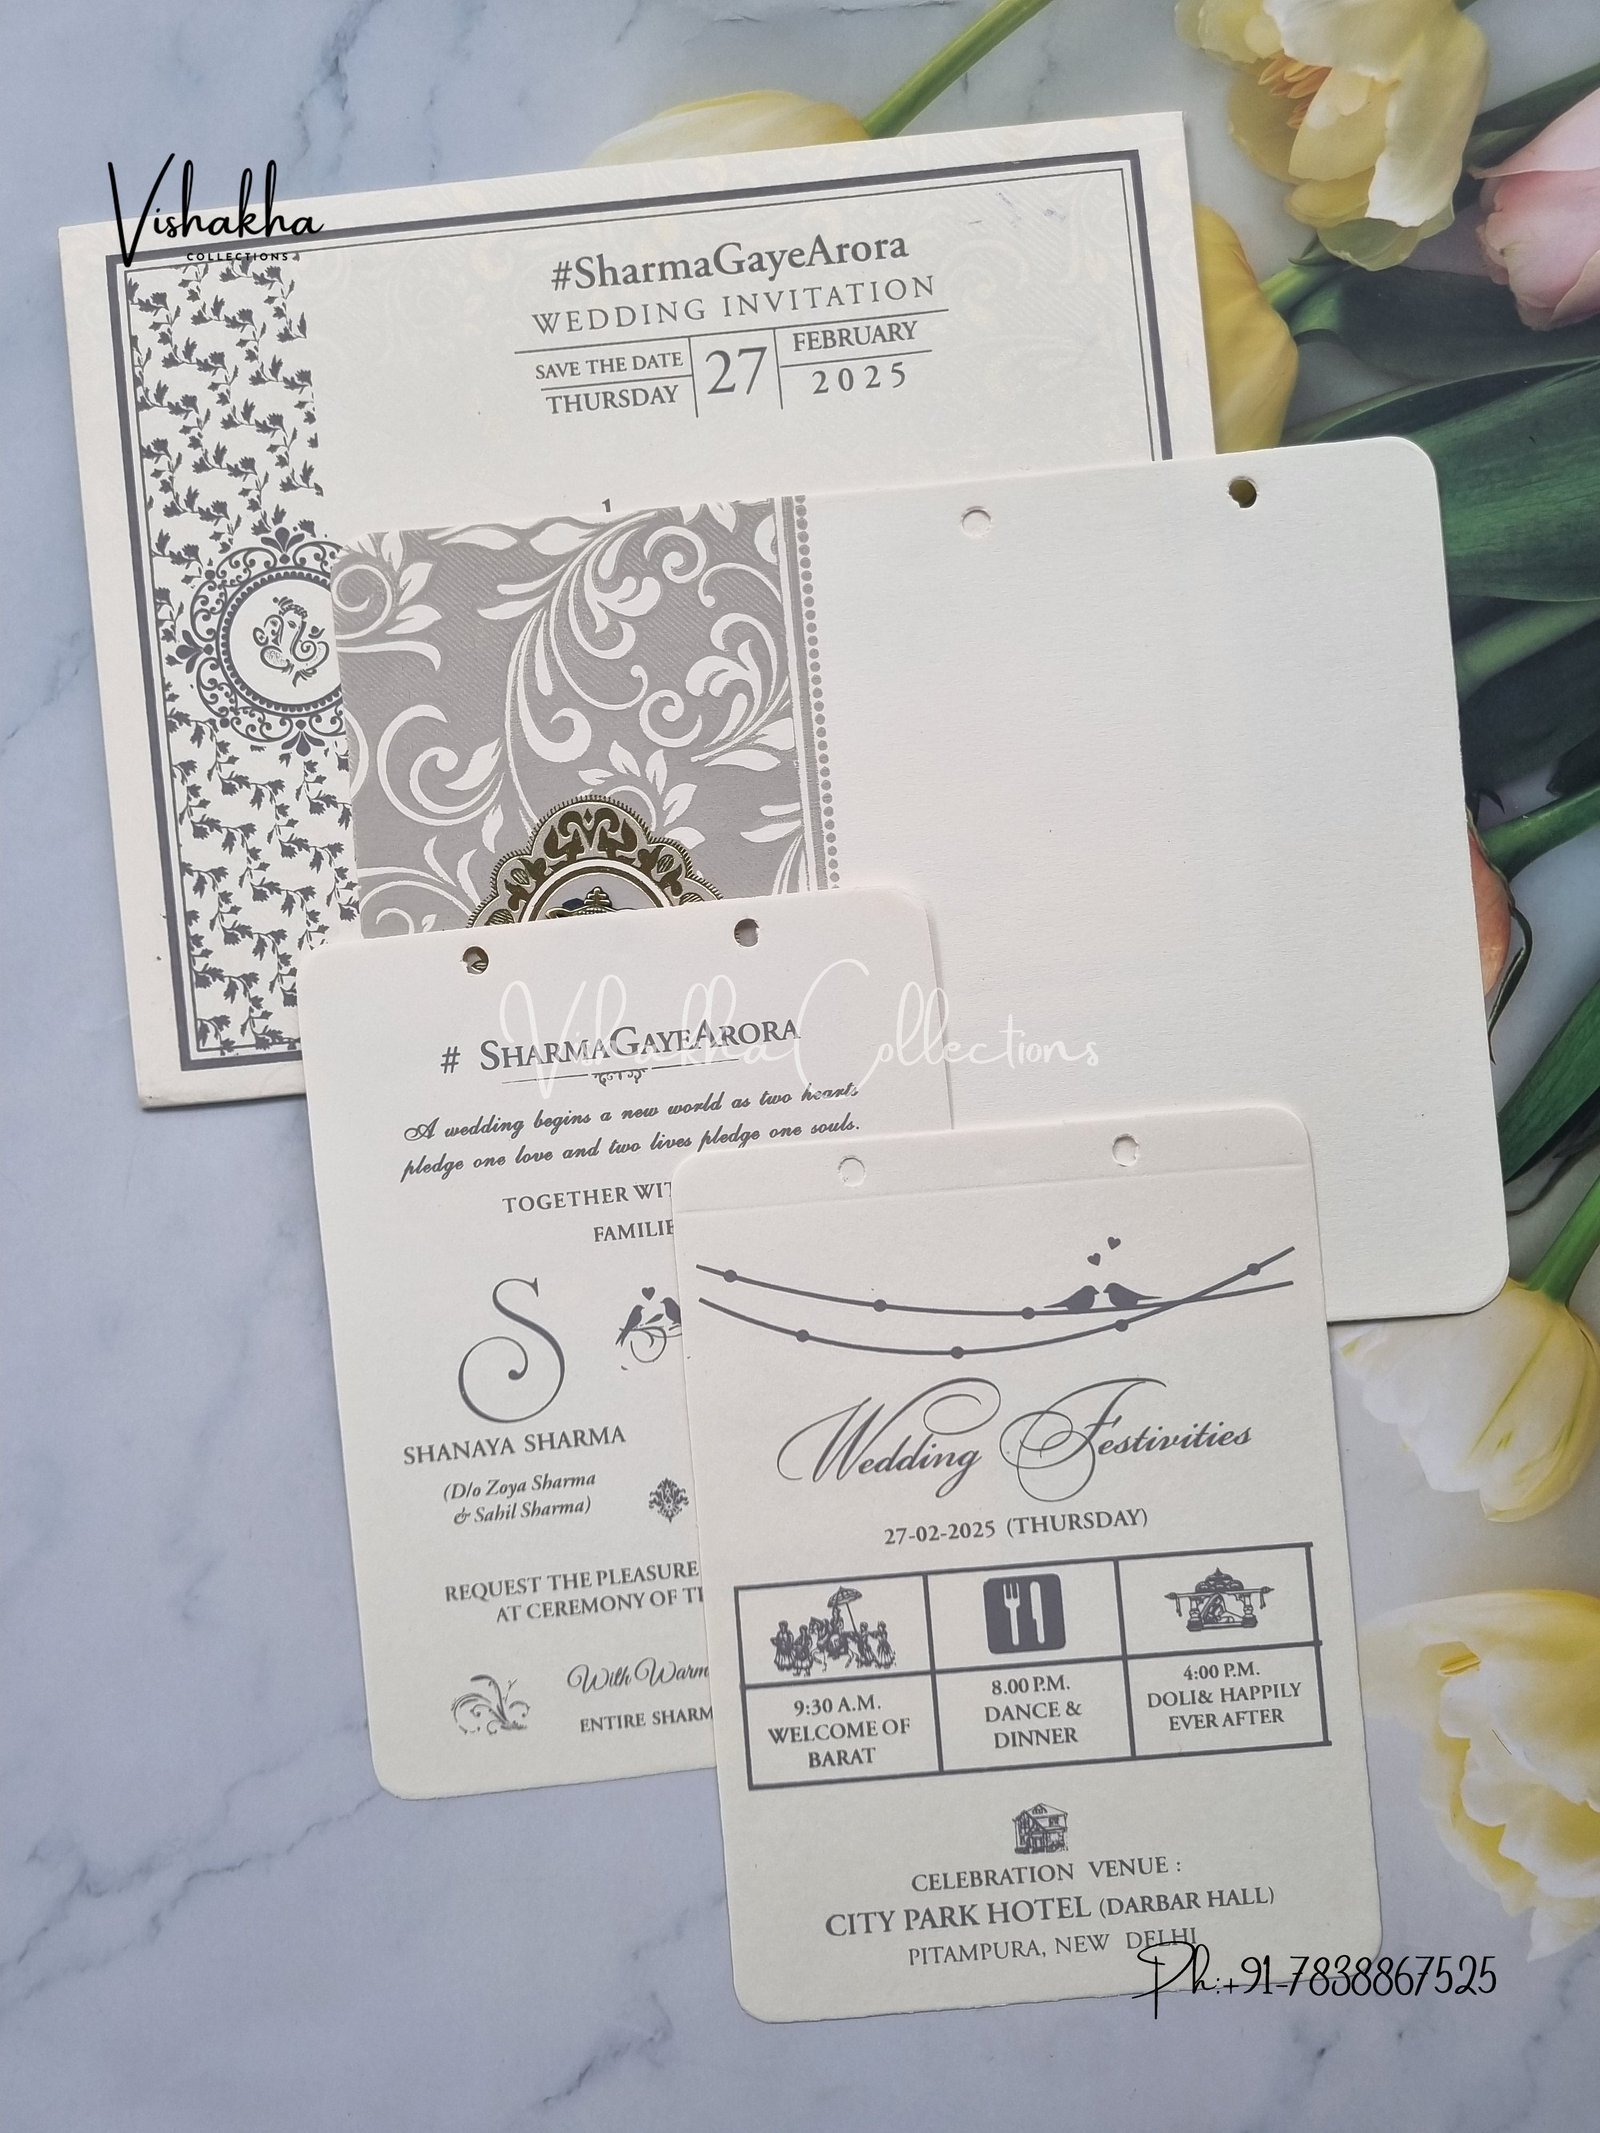 Vishakha
COLLECTIONS
#SharmaGayeArora
WEDDING INVITATION
SAVE THE DATE
THURSDAY
27
FEBRUARY
2025
Vishakha Collections
# SHARMAGAYEARORA
A wedding begins a new world as two hearts
pledge one love and two lives pledge one souls.
TOGETHER WIT
FAMILIE
S
SHANAYA SHARMA
(D/o Zoya Sharma
& Sahil Sharma)
REQUEST THE PLEASURE
AT CEREMONY OF
With Warm
ENTIRE SHARM
Wedding Festivities
27-02-2025 (THURSDAY)
9:30 A.M.
WELCOME OF
BARAT
8.00 P.M.
DANCE &
DINNER
4:00 P.M.
DOLI& HAPPILY
EVER AFTER
CELEBRATION VENUE :
CITY PARK HOTEL (DARBAR HALL)
PITAMPURA, NEW DELHI
Ph:+91-7838867525